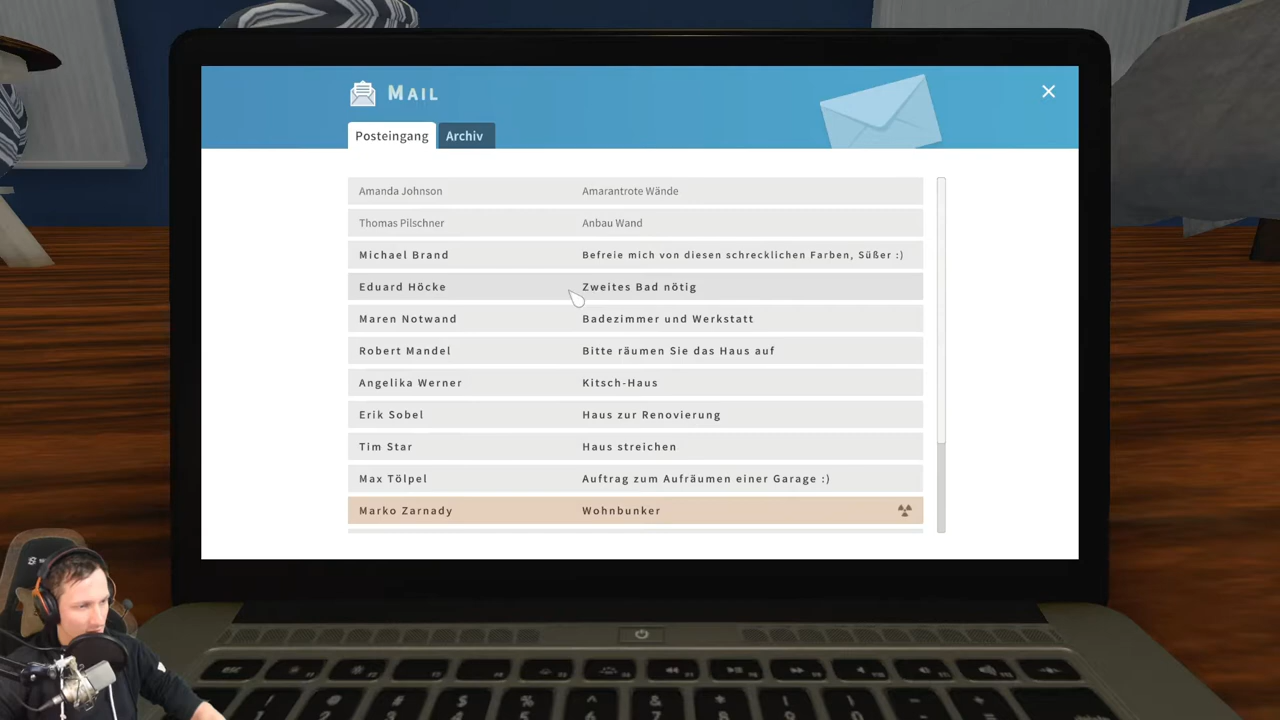 MAIL
Posteingang Archiv
Amanda Johnson Amarantrote Wände
Thomas Pilschner Anbau Wand
Michael Brand Befreie mich von diesen schrecklichen Farben, Süßer :)
Eduard Höcke Zweites Bad nötig
Maren Notwand Badezimmer und Werkstatt
Robert Mandel Bitte räumen Sie das Haus auf
Angelika Werner Kitsch-Haus
Erik Sobel Haus zur Renovierung
Tim Star Haus streichen
Max Tölpel Auftrag zum Aufräumen einer Garage :)
Marko Zarnady Wohnbunker